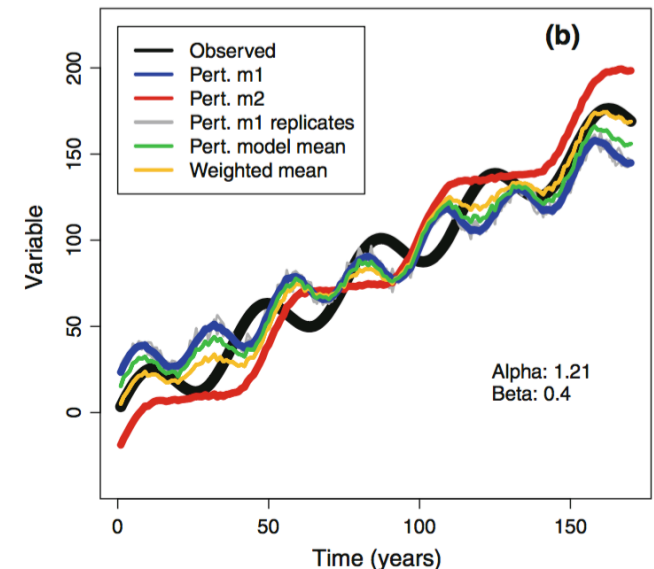 (b)
Observed
Pert. m1
Pert. m2
Pert. m1 replicates
Pert. model mean
Weighted mean
200
150
100
50
0
Variable
Alpha: 1.21
Beta: 0.4
0 50 100 150
Time (years)